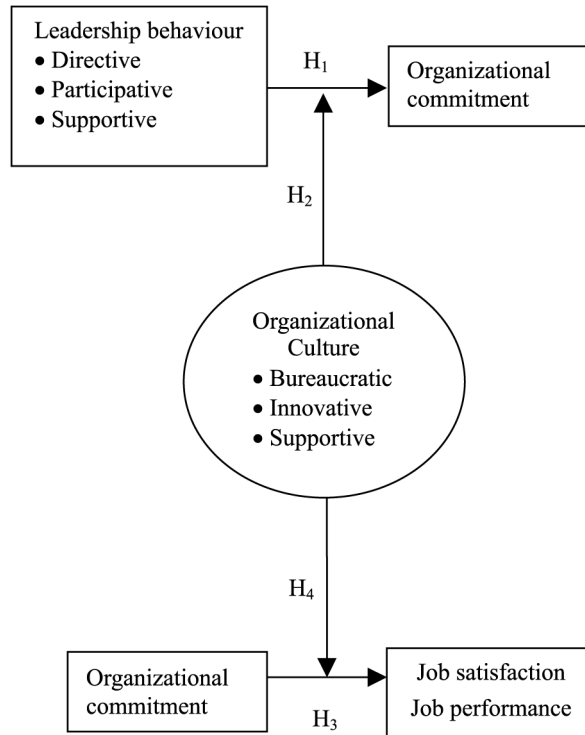 Leadership behaviour
• Directive
• Participative
• Supportive
H₁
Organizational
commitment
H₂
Organizational
Culture
• Bureaucratic
• Innovative
• Supportive
H₄
Organizational
commitment
H₃
Job satisfaction
Job performance